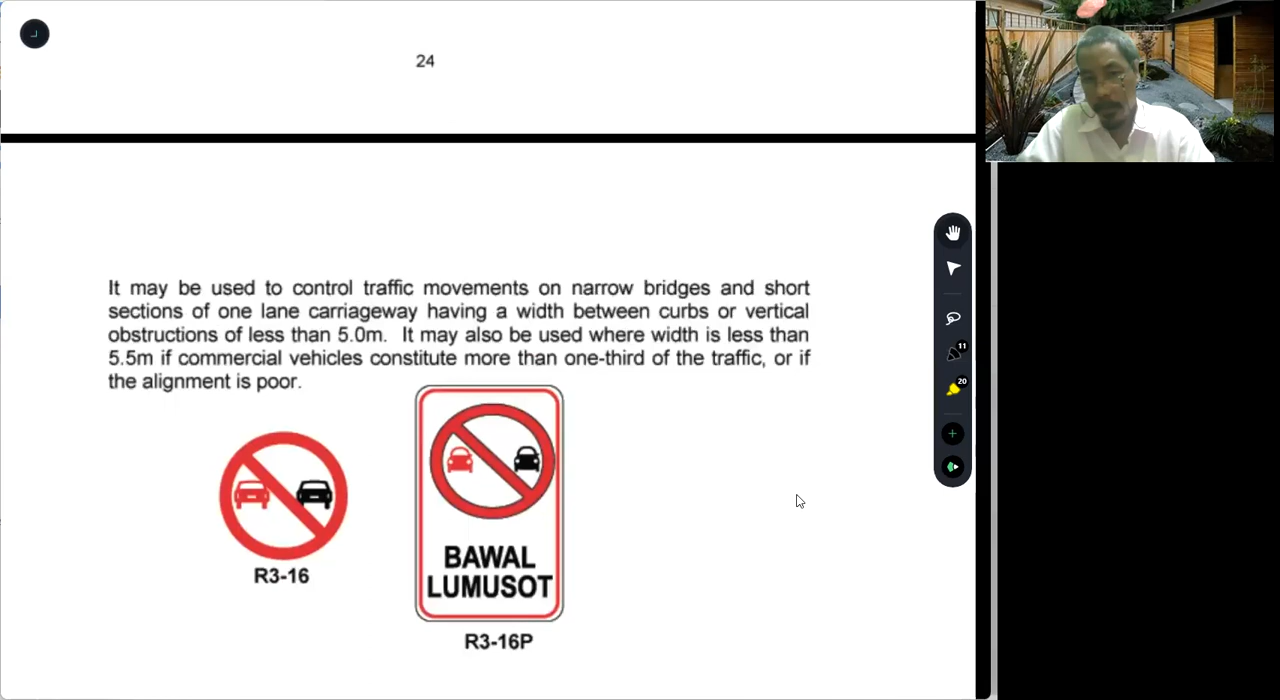 24
It may be used to control traffic movements on narrow bridges and short
sections of one lane carriageway having a width between curbs or vertical
obstructions of less than 5.0m. It may also be used where width is less than
5.5m if commercial vehicles constitute more than one-third of the traffic, or if
the alignment is poor.
BAWAL
LUMUSOT
R3-16
R3-16P
11
20